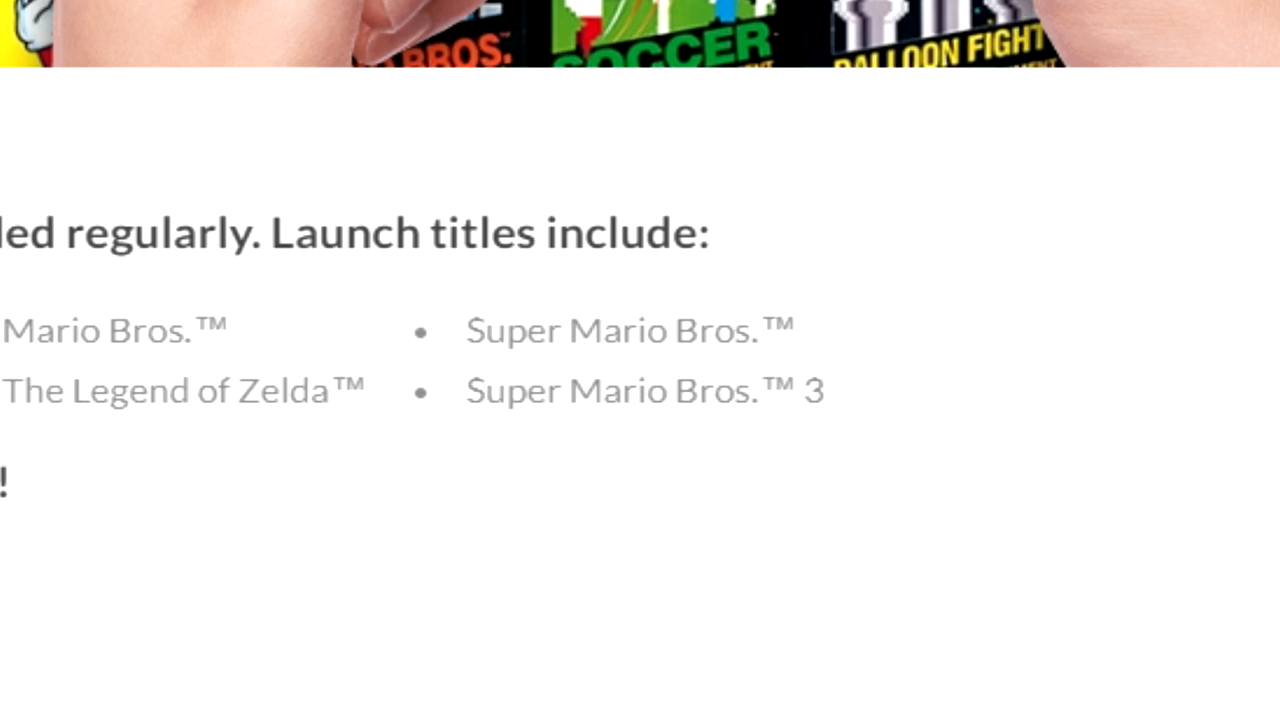 BROS.™
SOCCER
BALLOON FIGHT
regularly. Launch titles include:
Mario Bros.™ • Super Mario Bros.™
The Legend of Zelda™ • Super Mario Bros.™ 3
!